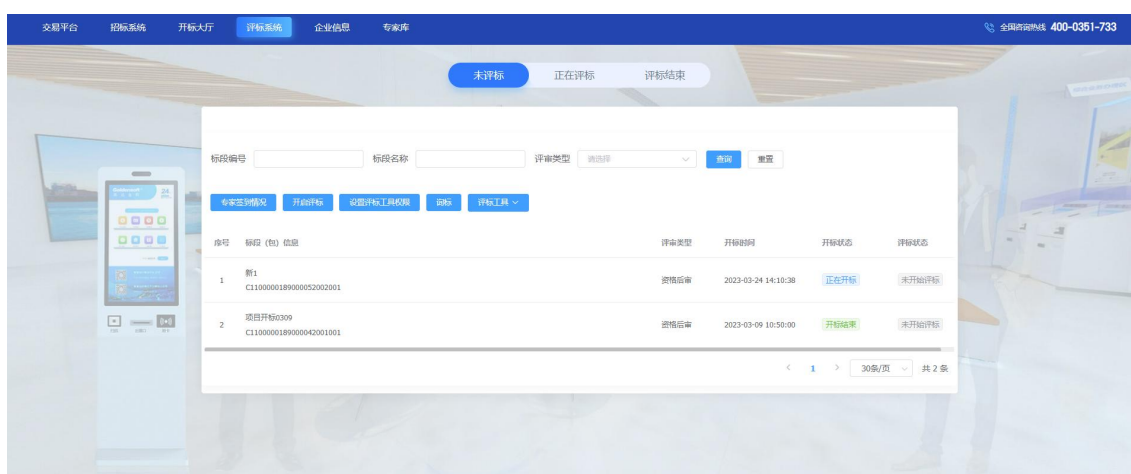 交易平台 招标系统 开标大厅 评标系统 企业信息 专家库 全国咨询热线 400-0351-733
未评标 正在评标 评标结束
标段编号 标段名称 评审类型 请选择 查询 重置
专家签到情况 开启评标 设置评标工具权限 询标 评标工具
序号 标段（包）信息 评审类型 开标时间 开标状态 评标状态
1 新1 资格后审 2023-03-24 14:10:38 正在开标 未开始评标
C1100000189000052002001
2 项目开标0309 资格后审 2023-03-09 10:50:00 开标结束 未开始评标
C1100000189000042001001
< 1 > 30条/页 共 2 条